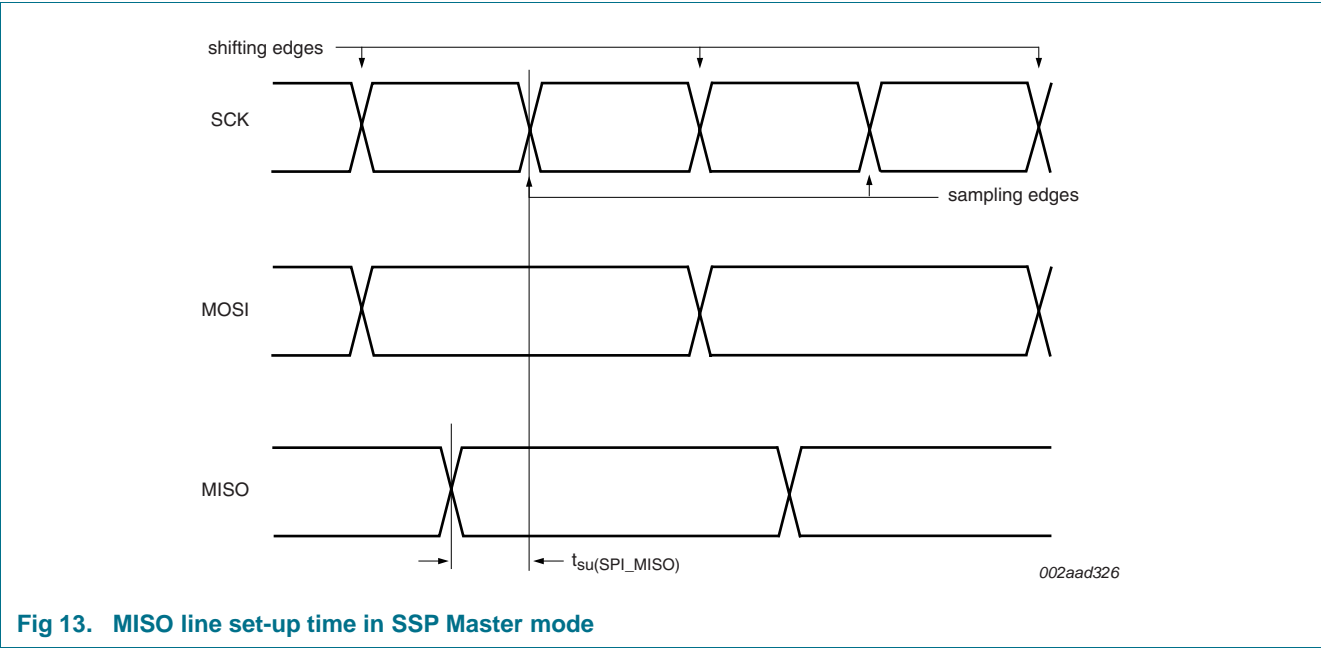 shifting edges
SCK
sampling edges
MOSI
MISO
tsu(SPI_MISO)
002aad326
Fig 13. MISO line set-up time in SSP Master mode